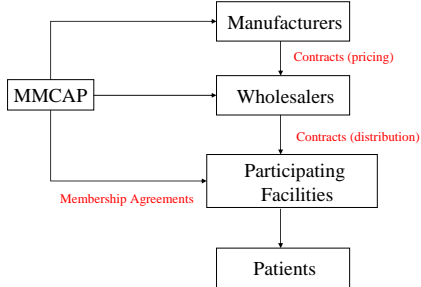 Manufacturers
Contracts (pricing)
MMCAP
Wholesalers
Contracts (distribution)
Participating
Facilities
Membership Agreements
Patients